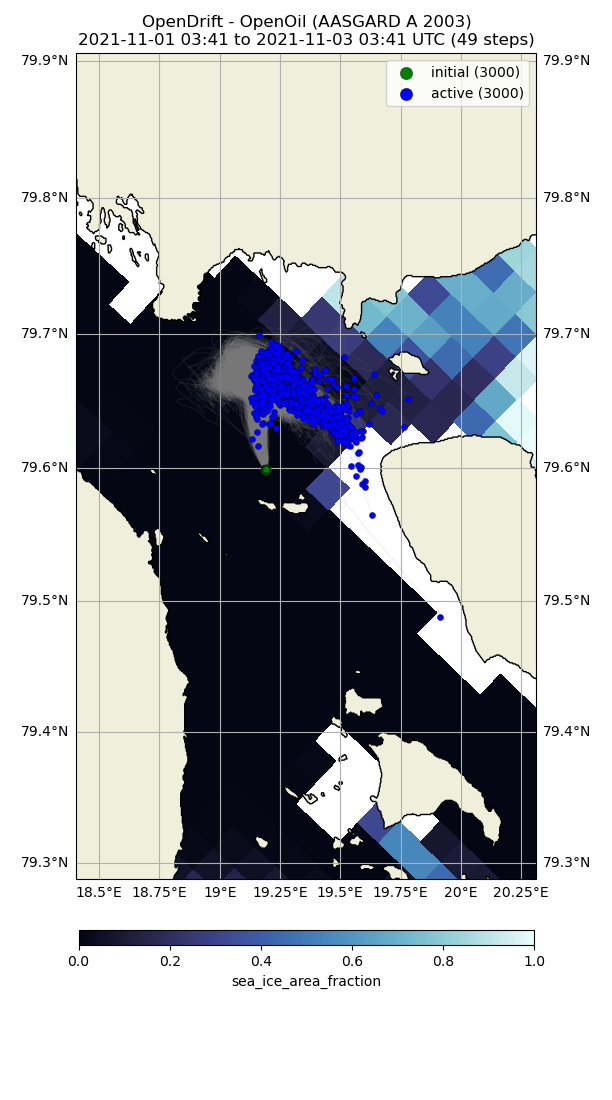 OpenDrift - OpenOil (AASGARD A 2003)
2021-11-01 03:41 to 2021-11-03 03:41 UTC (49 steps)
initial (3000)
active (3000)
79.9°N 79.9°N
79.8°N 79.8°N
79.7°N 79.7°N
79.6°N 79.6°N
79.5°N 79.5°N
79.4°N 79.4°N
79.3°N 79.3°N
18.5°E 18.75°E 19°E 19.25°E 19.5°E 19.75°E 20°E 20.25°E
0.0 0.2 0.4 0.6 0.8 1.0
sea_ice_area_fraction